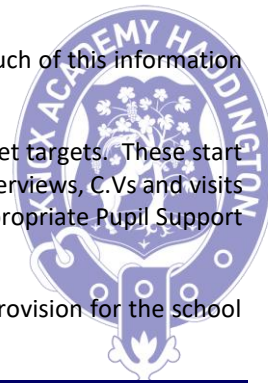 uch of this information
KNOX ACADEMY HADDINGTON
et targets. These start
erviews, C.Vs and visits
propriate Pupil Support
rovision for the school